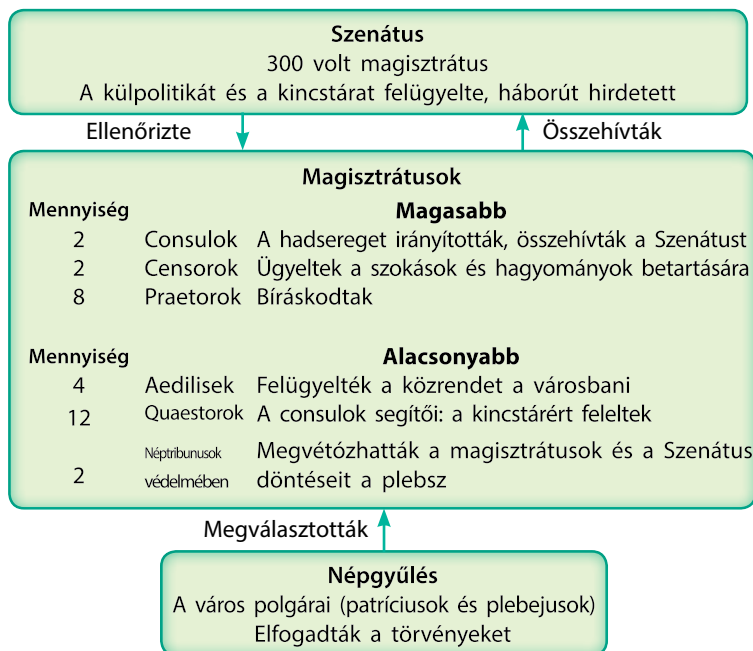 Szenátus
300 volt magisztrátus
A külpolitikát és a kincstárat felügyelte, háborút hirdetett
Ellenőrizte
Összehívták
Magisztrátusok
Mennyiség Magasabb
2 Consulok A hadsereget irányították, összehívták a Szenátust
2 Censorok Ügyeltek a szokások és hagyományok betartására
8 Praetorok Bíráskodtak
Mennyiség Alacsonyabb
4 Aedilisek Felügyelték a közrendet a városbani
12 Quaestorok A consulok segítői: a kincstárért feleltek
Néptribunusok Megvétózhatták a magisztrátusok és a Szenátus
2 védelmében döntéseit a plebsz
Megválasztották
Népgyűlés
A város polgárai (patríciusok és plebejusok)
Elfogadták a törvényeket